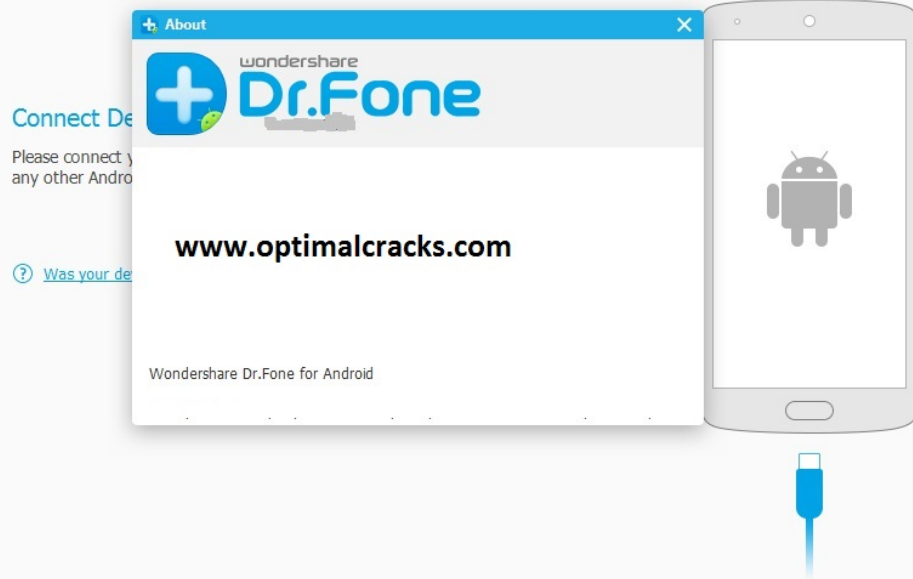 About
wondershare
Dr.Fone
Connect De
Please connect y
any other Andro
www.optimalcracks.com
? Was your de
Wondershare Dr.Fone for Android